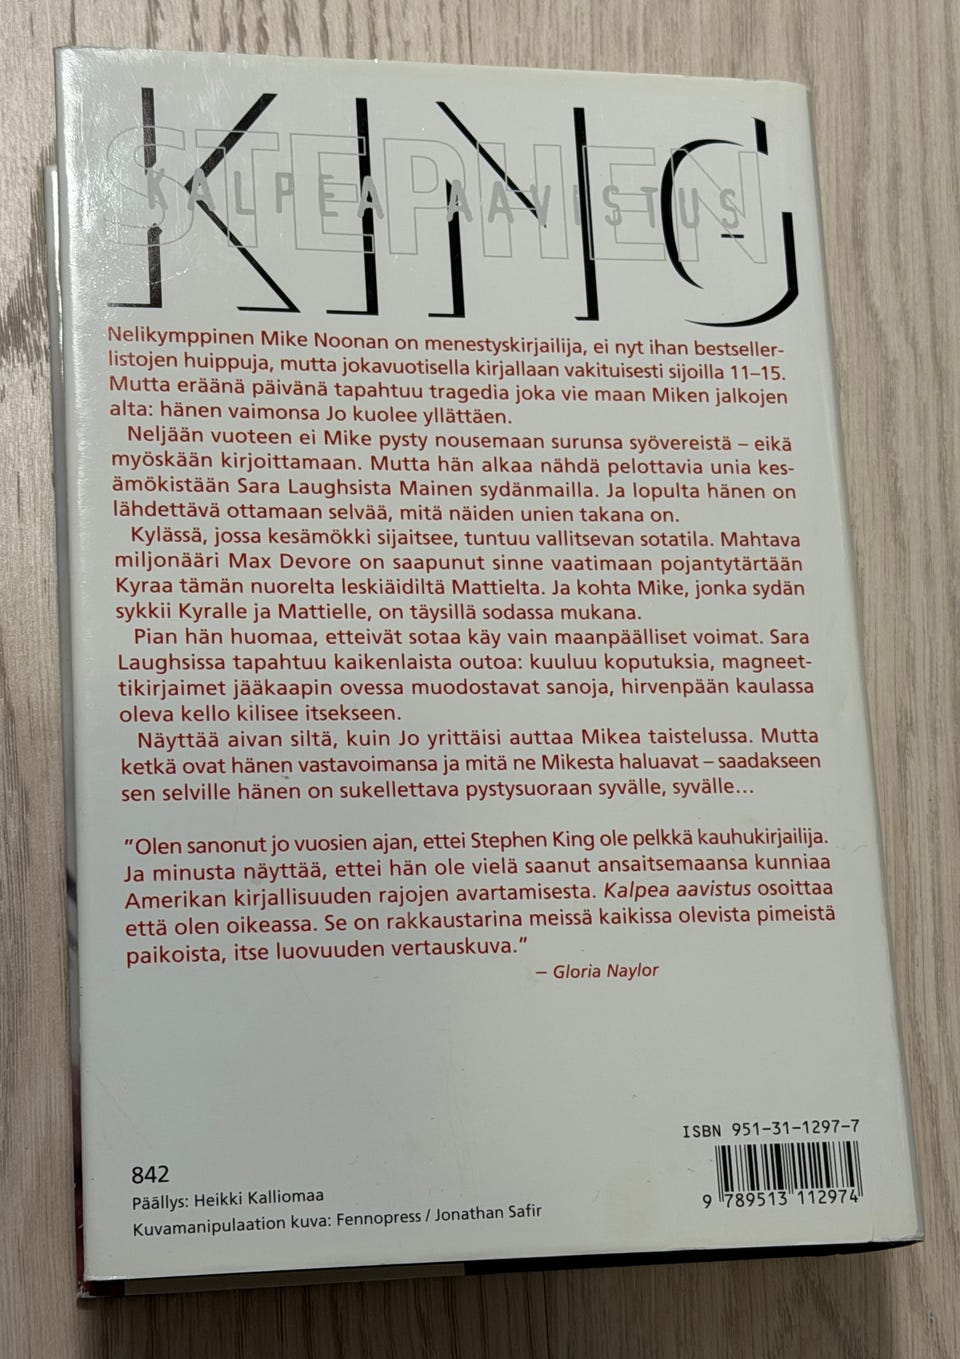 STEPHEN
KING
KALPEA AAVISTUS
Nelikymppinen Mike Noonan on menestyskirjailija, ei nyt ihan bestseller-
listojen huippuja, mutta jokavuotisella kirjallaan vakituisesti sijoilla 11–15.
Mutta eräänä päivänä tapahtuu tragedia joka vie maan Miken jalkojen
alta: hänen vaimonsa Jo kuolee yllättäen.
Neljään vuoteen ei Mike pysty nousemaan surunsa syövereistä – eikä
myöskään kirjoittamaan. Mutta hän alkaa nähdä pelottavia unia kes-
ämökistään Sara Laughsista Mainen sydänmailla. Ja lopulta hänen on
lähdettävä ottamaan selvää, mitä näiden unien takana on.
Kylässä, jossa kesämökki sijaitsee, tuntuu vallitsevan sotatila. Mahtava
miljonääri Max Devore on saapunut sinne vaatimaan pojantytärtään
Kyraa tämän nuorelta leskiäidiltä Mattielta. Ja kohta Mike, jonka sydän
sykkii Kyralle ja Mattielle, on täysillä sodassa mukana.
Pian hän huomaa, etteivät sotaa käy vain maanpäälliset voimat. Sara
Laughsissa tapahtuu kaikenlaista outoa: kuuluu koputuksia, magneet-
tikirjaimet jääkaapin ovessa muodostavat sanoja, hirvenpään kaulassa
oleva kello kilisee itsekseen.
Näyttää aivan siltä, kuin Jo yrittäisi auttaa Mikea taistelussa. Mutta
ketkä ovat hänen vastavoimansa ja mitä ne Mikesta haluavat – saadakseen
sen selville hänen on sukellettava pystysuoraan syvälle, syvälle...
"Olen sanonut jo vuosien ajan, ettei Stephen King ole pelkkä kauhukirjailija.
Ja minusta näyttää, ettei hän ole vielä saanut ansaitsemaansa kunniaa
Amerikan kirjallisuuden rajojen avartamisesta. Kalpea aavistus osoittaa
että olen oikeassa. Se on rakkaustarina meissä kaikissa olevista pimeistä
paikoista, itse luovuuden vertauskuva."
– Gloria Naylor
842
Päällys: Heikki Kalliomaa
Kuvamanipulaation kuva: Fennopress / Jonathan Safir
ISBN 951-31-1297-7
9 789513 112974